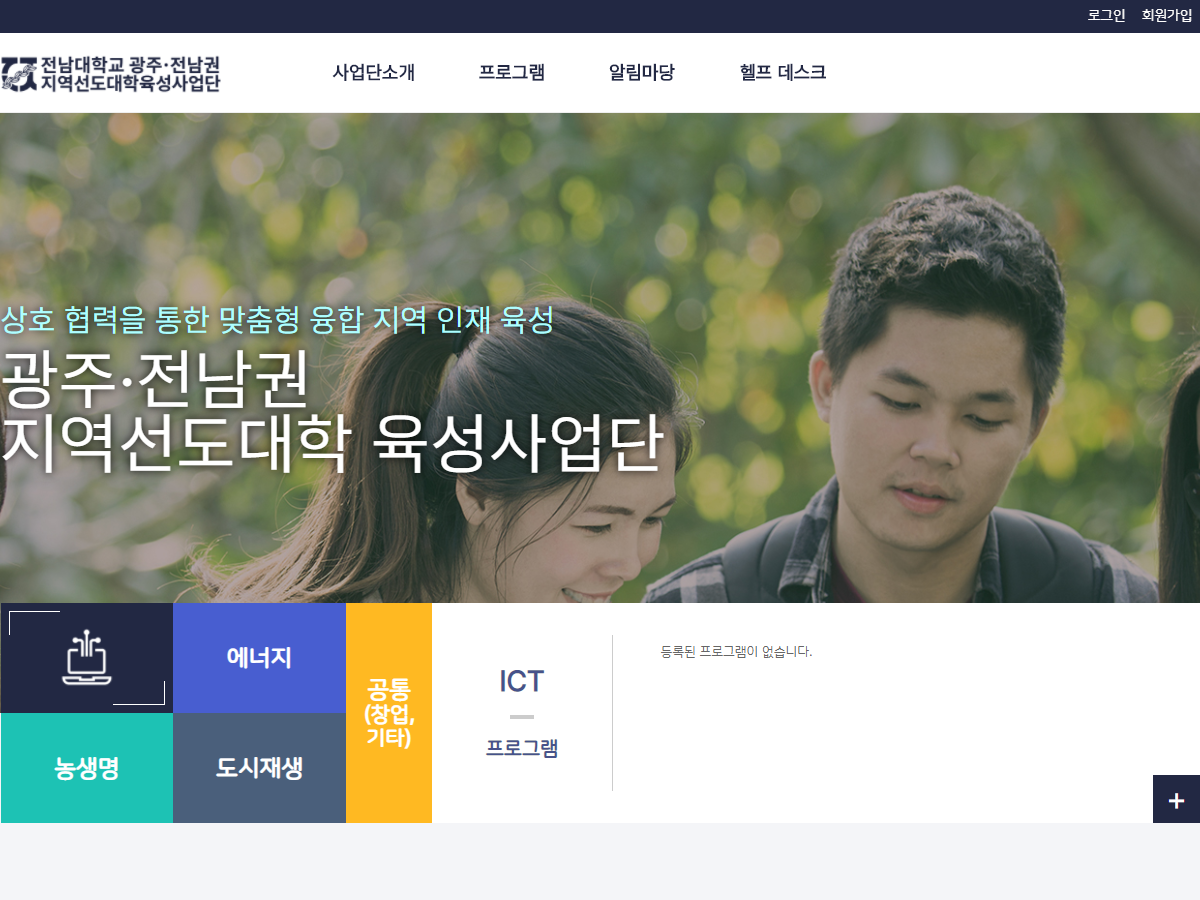 로그인 회원가입
전남대학교 광주·전남권
지역선도대학육성사업단
사업단소개 프로그램 알림마당 헬프 데스크
상호 협력을 통한 맞춤형 융합 지역 인재 육성
광주·전남권
지역선도대학 육성사업단
에너지
농생명
도시재생
공통
(창업,
기타)
ICT
프로그램
등록된 프로그램이 없습니다.
+